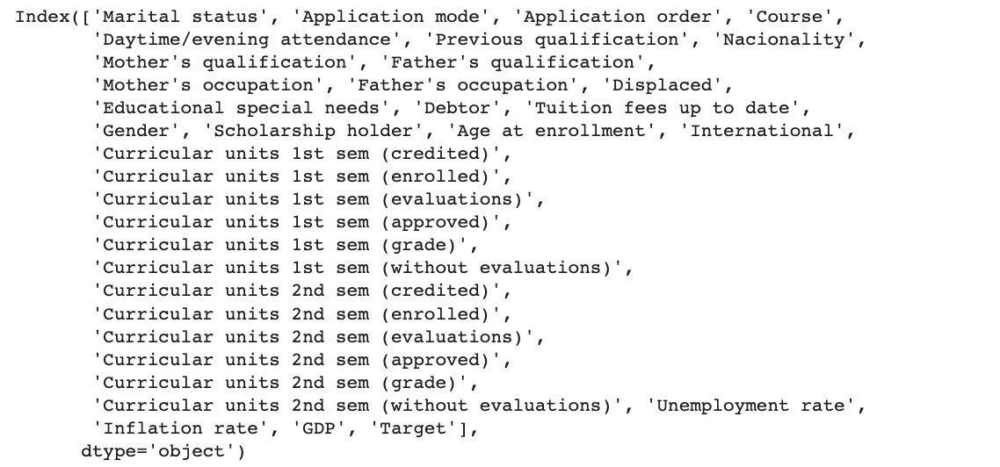 Index(['Marital status', 'Application mode', 'Application order', 'Course',
'Daytime/evening attendance', 'Previous qualification', 'Nacionality',
'Mother's qualification', 'Father's qualification',
'Mother's occupation', 'Father's occupation', 'Displaced',
'Educational special needs', 'Debtor', 'Tuition fees up to date',
'Gender', 'Scholarship holder', 'Age at enrollment', 'International',
'Curricular units 1st sem (credited)',
'Curricular units 1st sem (enrolled)',
'Curricular units 1st sem (evaluations)',
'Curricular units 1st sem (approved)',
'Curricular units 1st sem (grade)',
'Curricular units 1st sem (without evaluations)',
'Curricular units 2nd sem (credited)',
'Curricular units 2nd sem (enrolled)',
'Curricular units 2nd sem (evaluations)',
'Curricular units 2nd sem (approved)',
'Curricular units 2nd sem (grade)',
'Curricular units 2nd sem (without evaluations)', 'Unemployment rate',
'Inflation rate', 'GDP', 'Target'],
dtype='object')